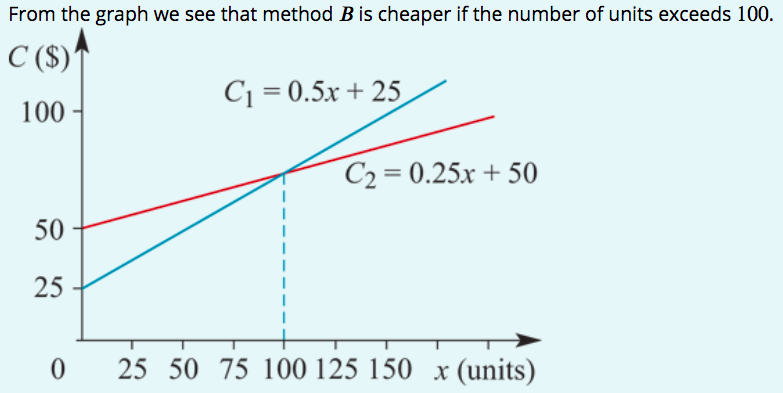 From the graph we see that method B is cheaper if the number of units exceeds 100.
C ($)
C₁ = 0.5x + 25
100
C₂ = 0.25x + 50
50
25
0 25 50 75 100 125 150 x (units)